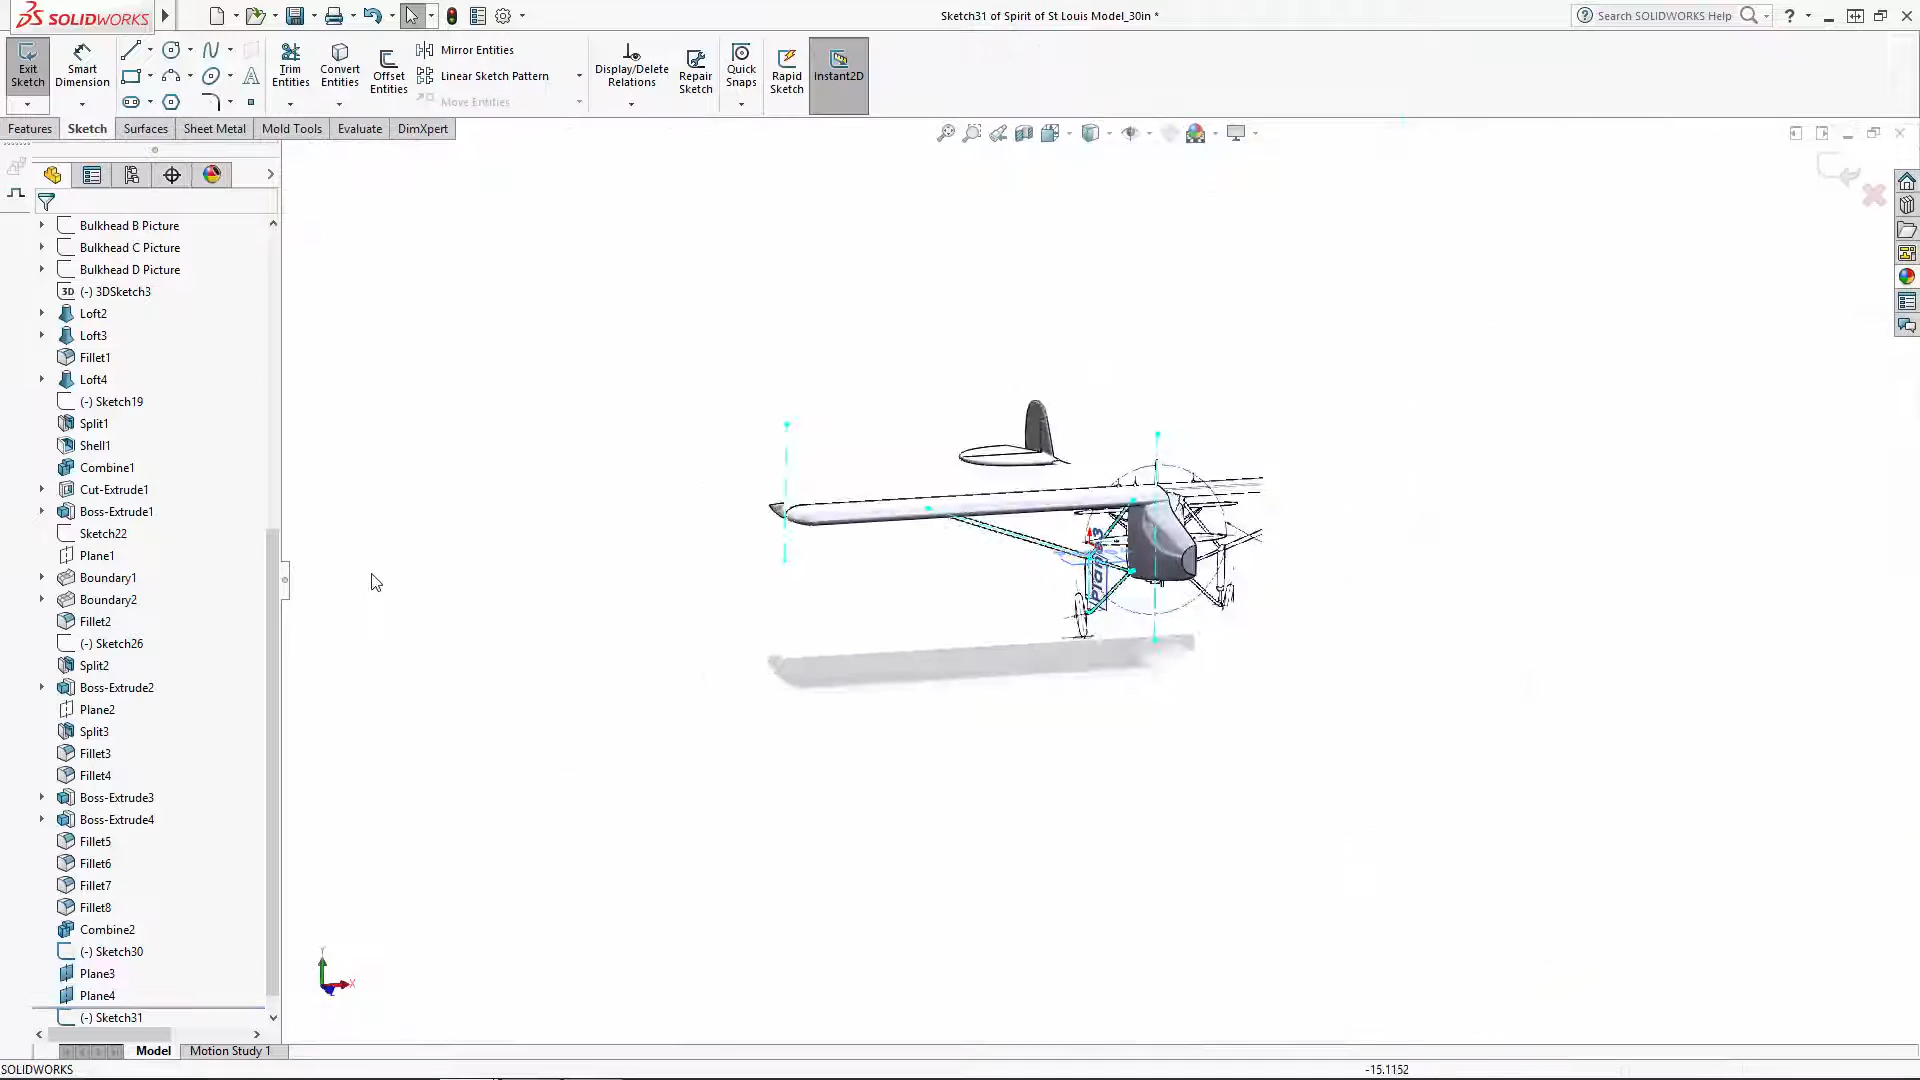 SOLIDWORKS
Sketch31 of Spirit of St Louis Model_30in *
Search SOLIDWORKS Help
Exit Sketch
Smart Dimension
Trim Entities
Convert Entities
Offset Entities
Mirror Entities
Linear Sketch Pattern
Move Entities
Display/Delete Relations
Repair Sketch
Quick Snaps
Rapid Sketch
Instant2D
Features
Sketch
Surfaces
Sheet Metal
Mold Tools
Evaluate
DimXpert
Bulkhead B Picture
Bulkhead C Picture
Bulkhead D Picture
3D (-) 3DSketch3
Loft2
Loft3
Fillet1
Loft4
(-) Sketch19
Split1
Shell1
Combine1
Cut-Extrude1
Boss-Extrude1
Sketch22
Plane1
Boundary1
Boundary2
Fillet2
(-) Sketch26
Split2
Boss-Extrude2
Plane2
Split3
Fillet3
Fillet4
Boss-Extrude3
Boss-Extrude4
Fillet5
Fillet6
Fillet7
Fillet8
Combine2
(-) Sketch30
Plane3
Plane4
(-) Sketch31
Y
X
Model
Motion Study 1
SOLIDWORKS
-15.1152